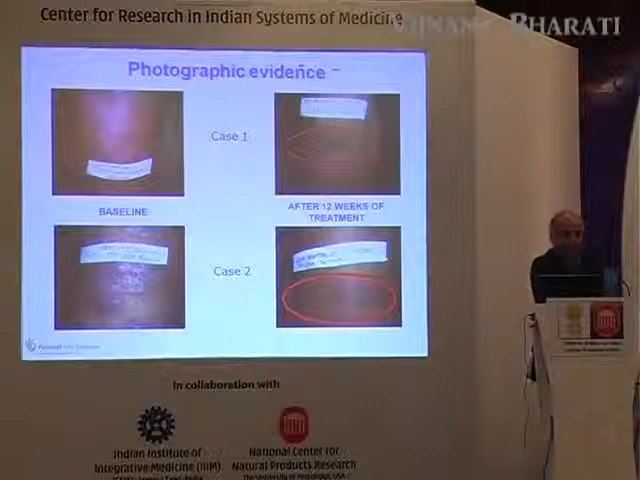 Center for Research in Indian Systems of Medicine
BHARATI
Photographic evidence –
Case 1
BASELINE
AFTER 12 WEEKS OF
TREATMENT
Case 2
In collaboration with
Indian Institute of
Integrative Medicine (IIIM)
National Center for
Natural Products Research